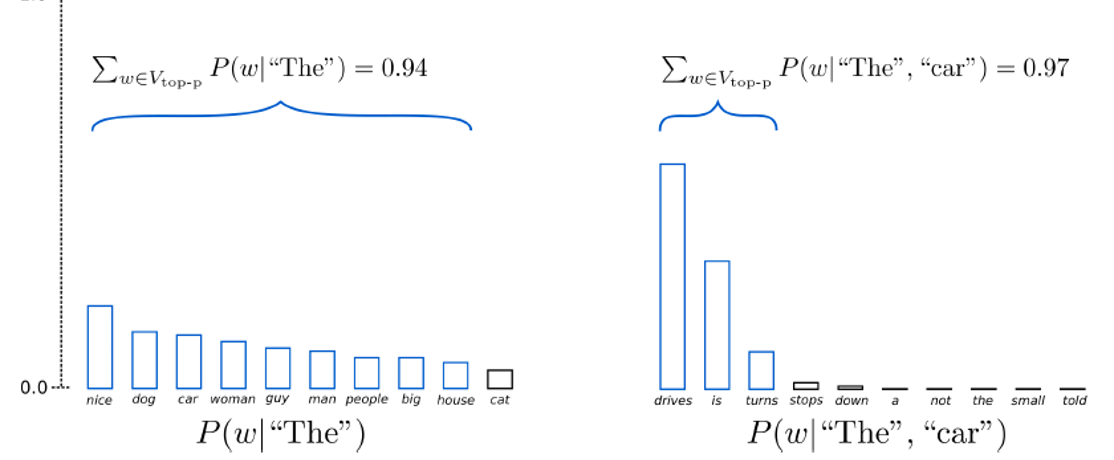 ∑w∈Vtop-p P(w|“The”) = 0.94
∑w∈Vtop-p P(w|“The”, “car”) = 0.97
0.0
nice dog car woman guy man people big house cat
drives is turns stops down a not the small told
P(w|“The”)
P(w|“The”, “car”)